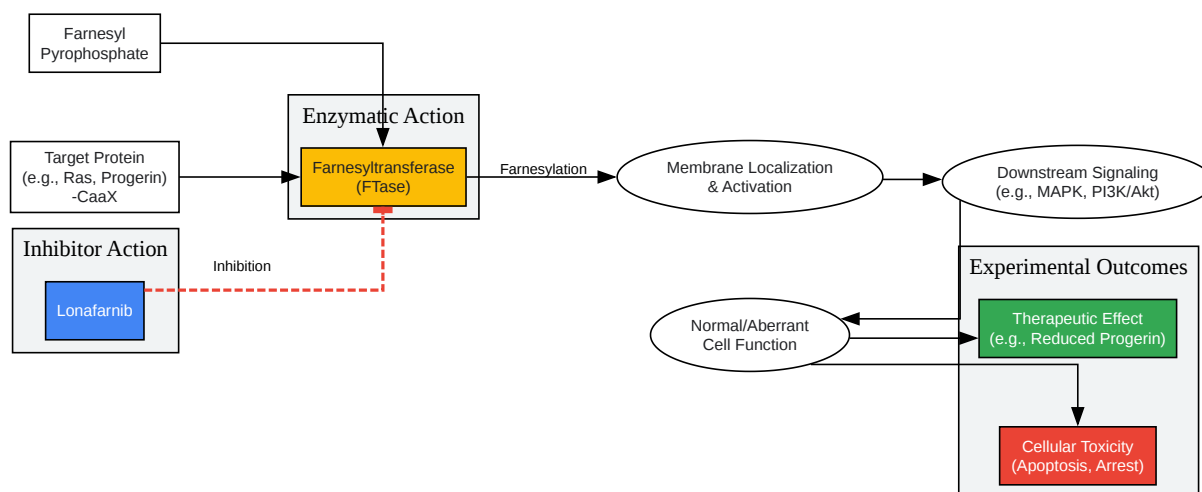 Farnesyl
Pyrophosphate
Enzymatic Action
Target Protein
(e.g., Ras, Progerin)
-CaaX
Farnesyltransferase
(FTase)
Farnesylation
Membrane Localization
& Activation
Downstream Signaling
(e.g., MAPK, PI3K/Akt)
Inhibitor Action
Lonafarnib
Inhibition
Experimental Outcomes
Normal/Aberrant
Cell Function
Therapeutic Effect
(e.g., Reduced Progerin)
Cellular Toxicity
(Apoptosis, Arrest)